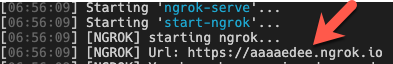 [06:56:09] Starting 'ngrok-serve'...
[06:56:09] Starting 'start-ngrok'...
[06:56:09] [NGROK] starting ngrok...
[06:56:09] [NGROK] Url: https://aaaaedee.ngrok.io